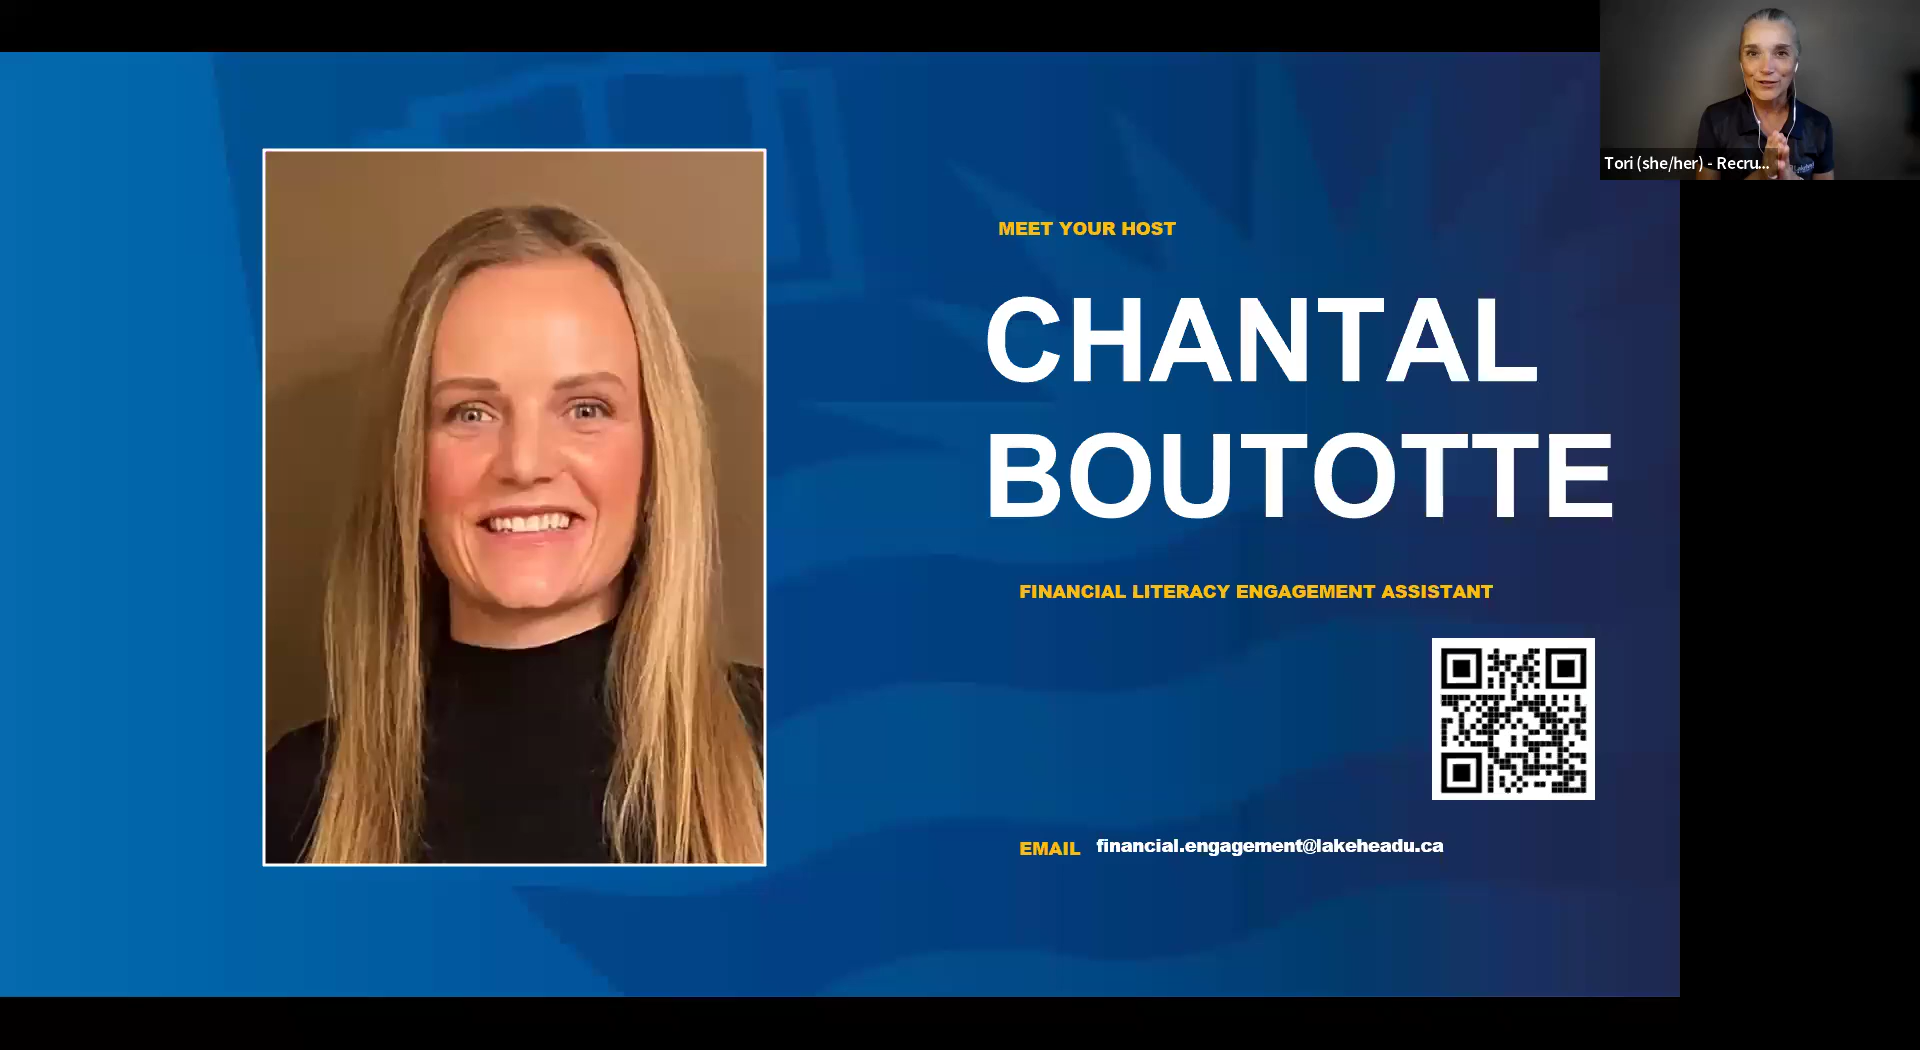 Tori (she/her) - Recru...
MEET YOUR HOST
CHANTAL
BOUTOTTE
FINANCIAL LITERACY ENGAGEMENT ASSISTANT
EMAIL financial.engagement@lakeheadu.ca